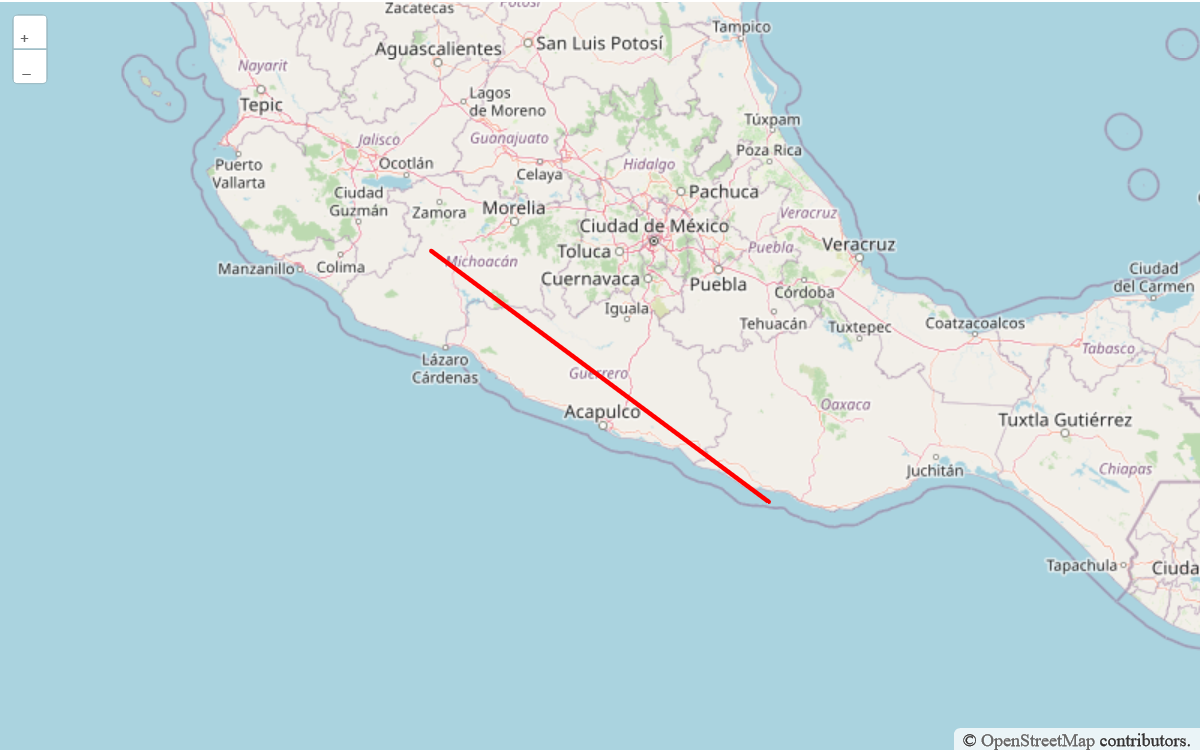 +
–
Zacatecas
Potosí
Tampico
Aguascalientes
San Luis Potosí
Nayarit
Tepic
Lagos
de Moreno
Túxpam
Jalisco
Guanajuato
Poza Rica
Puerto
Vallarta
Ocotlán
Celaya
Hidalgo
Ciudad
Guzmán
Zamora
Morelia
Pachuca
Veracruz
Ciudad de México
Toluca
Puebla
Veracruz
Manzanillo
Colima
Michoacán
Cuernavaca
Puebla
Córdoba
Ciudad
del Carmen
Iguala
Tehuacán
Tuxtepec
Coatzacoalcos
Lázaro
Cárdenas
Tabasco
Guerrero
Acapulco
Oaxaca
Tuxtla Gutiérrez
Juchitán
Chiapas
Tapachula
Ciuda
© OpenStreetMap contributors.